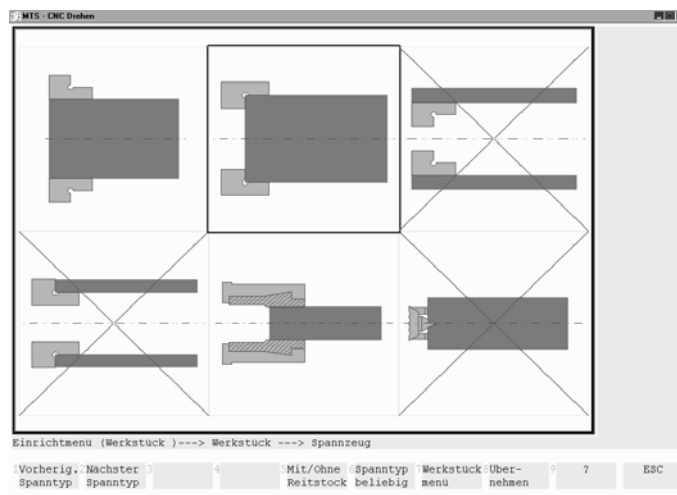 MTS - CNC Drehen
Einrichtmenü (Werkstück )---> Werkstück ---> Spannzeug
1Vorherig. 2Nächster 3 4 5Mit/Ohne 6Spanntyp 7Werkstück 8Über- 9 ? ESC
Spanntyp Spanntyp Reitstock beliebig menü nehmen